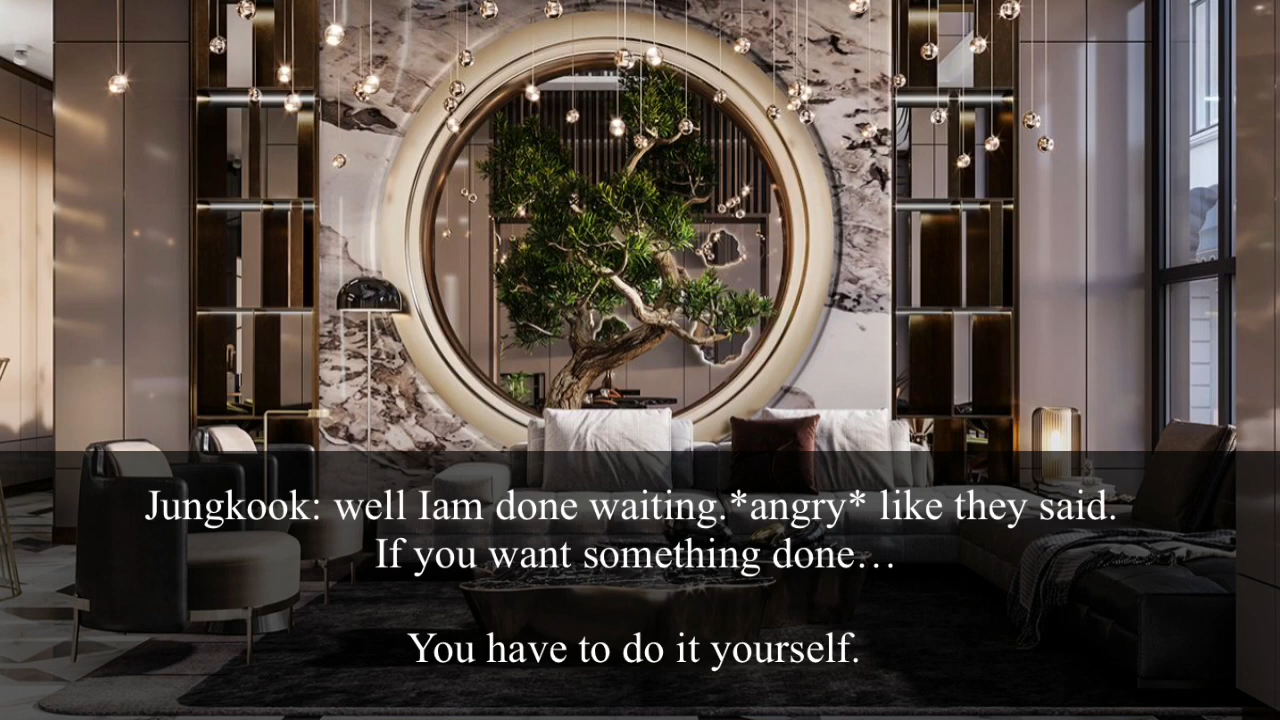 Jungkook: well Iam done waiting.*angry* like they said.
If you want something done…
You have to do it yourself.